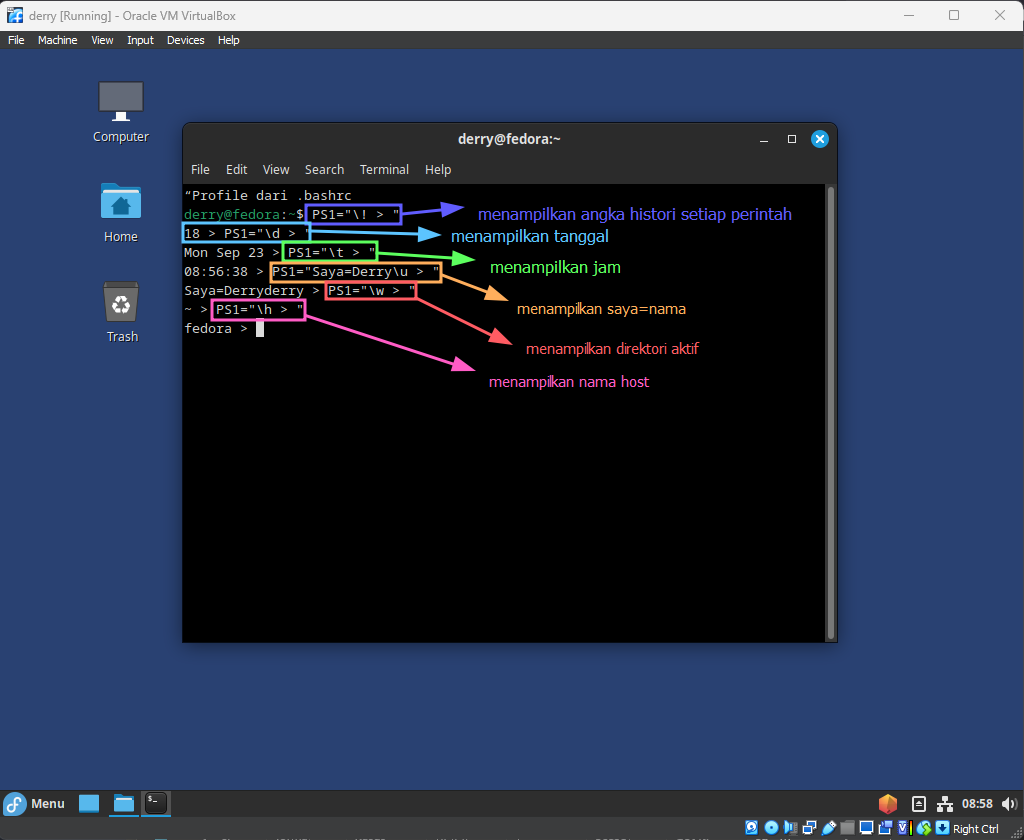 derry [Running] - Oracle VM VirtualBox
File Machine View Input Devices Help
Computer
Home
Trash
derry@fedora:~
File Edit View Search Terminal Help
“Profile dari .bashrc
derry@fedora:~$ PS1="\! > " menampilkan angka histori setiap perintah
18 > PS1="\d > " menampilkan tanggal
Mon Sep 23 > PS1="\t > " menampilkan jam
08:56:38 > PS1="Saya=Derry\u > " menampilkan saya=nama
Saya=Derryderry > PS1="\w > " menampilkan direktori aktif
~ > PS1="\h > " menampilkan nama host
fedora >
Menu
08:58
Right Ctrl